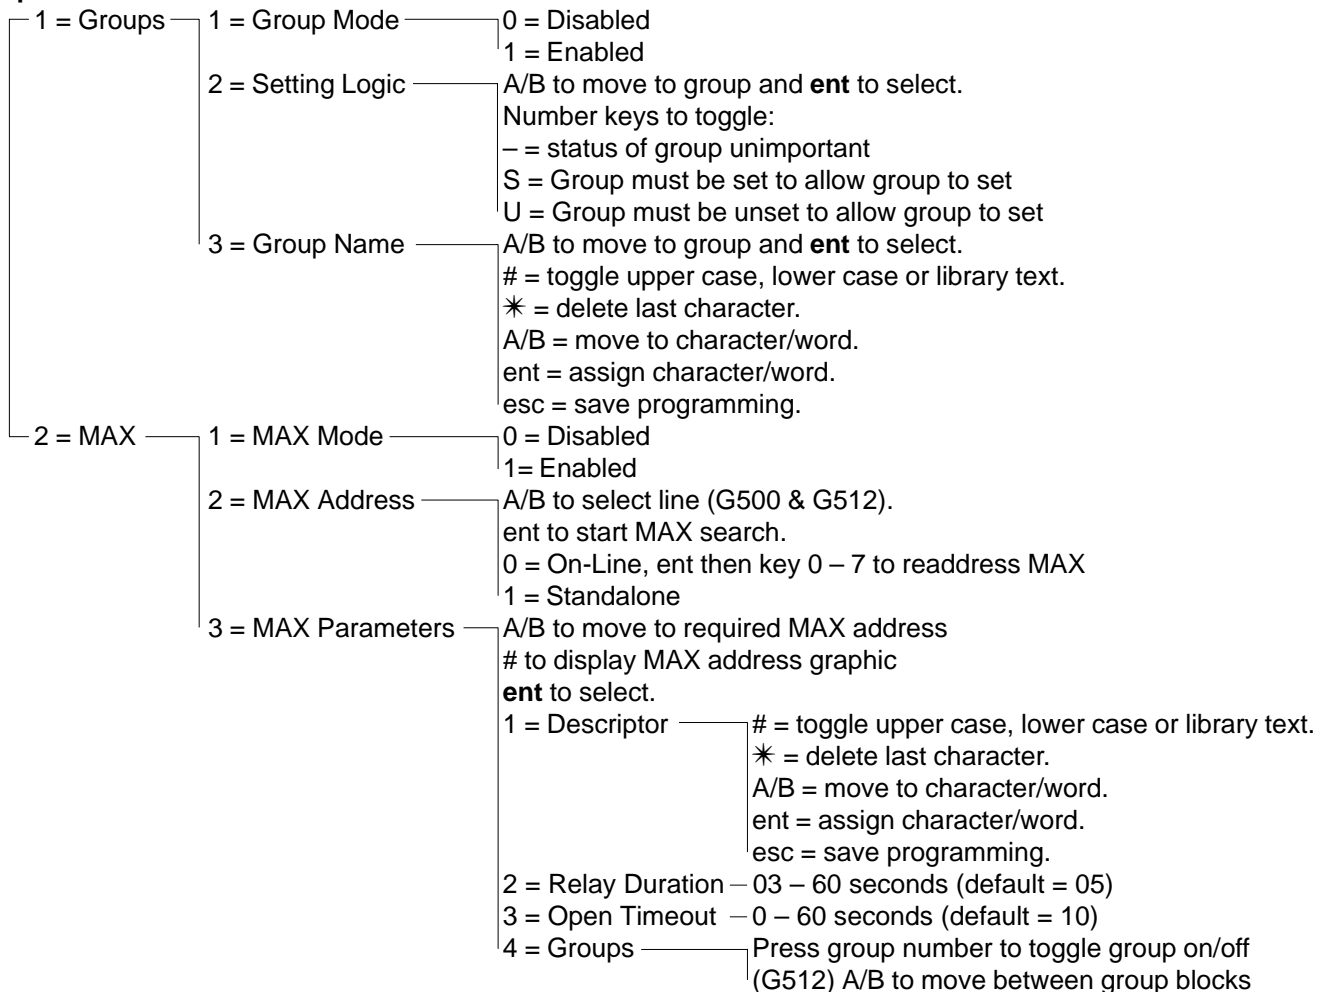 1 = Groups 1 = Group Mode 0 = Disabled
1 = Enabled
2 = Setting Logic A/B to move to group and ent to select.
Number keys to toggle:
– = status of group unimportant
S = Group must be set to allow group to set
U = Group must be unset to allow group to set
3 = Group Name A/B to move to group and ent to select.
# = toggle upper case, lower case or library text.
✳ = delete last character.
A/B = move to character/word.
ent = assign character/word.
esc = save programming.
2 = MAX 1 = MAX Mode 0 = Disabled
1= Enabled
2 = MAX Address A/B to select line (G500 & G512).
ent to start MAX search.
0 = On-Line, ent then key 0 – 7 to readdress MAX
1 = Standalone
3 = MAX Parameters A/B to move to required MAX address
# to display MAX address graphic
ent to select.
1 = Descriptor # = toggle upper case, lower case or library text.
✳ = delete last character.
A/B = move to character/word.
ent = assign character/word.
esc = save programming.
2 = Relay Duration 03 – 60 seconds (default = 05)
3 = Open Timeout 0 – 60 seconds (default = 10)
4 = Groups Press group number to toggle group on/off
(G512) A/B to move between group blocks